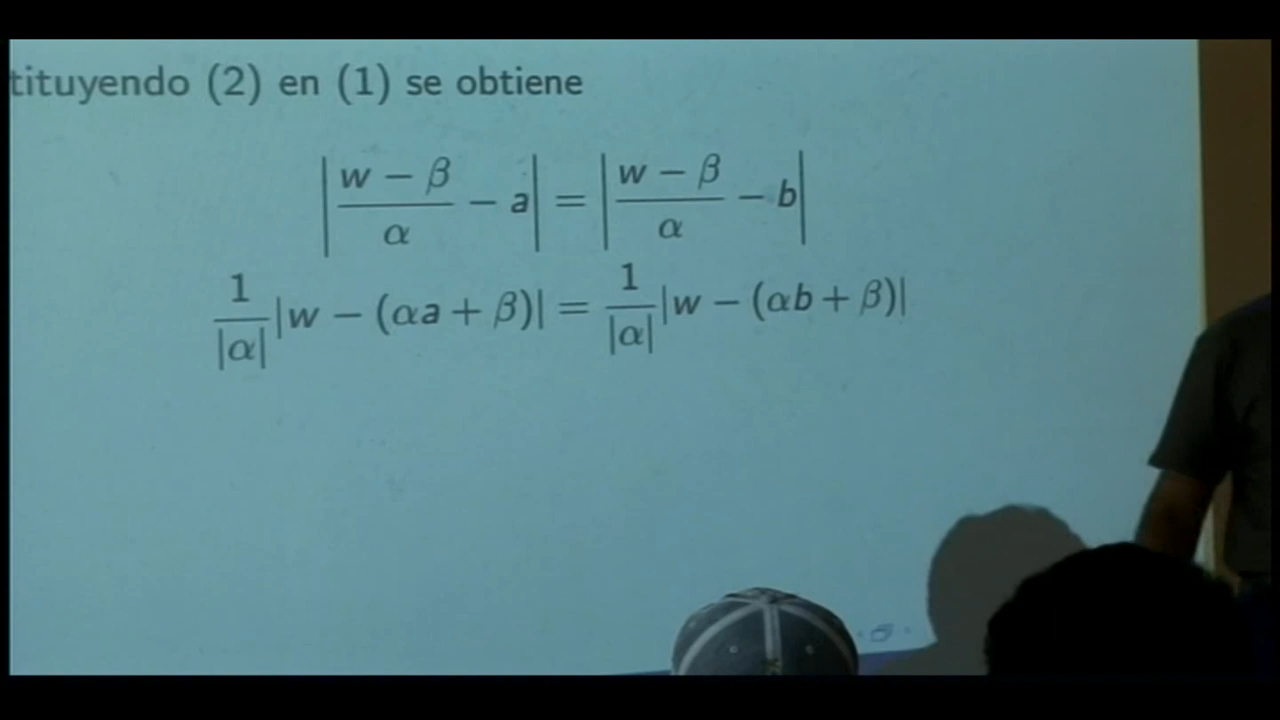 tituyendo (2) en (1) se obtiene
|(w − β)/α − a| = |(w − β)/α − b|
1/|α| |w − (αa + β)| = 1/|α| |w − (αb + β)|